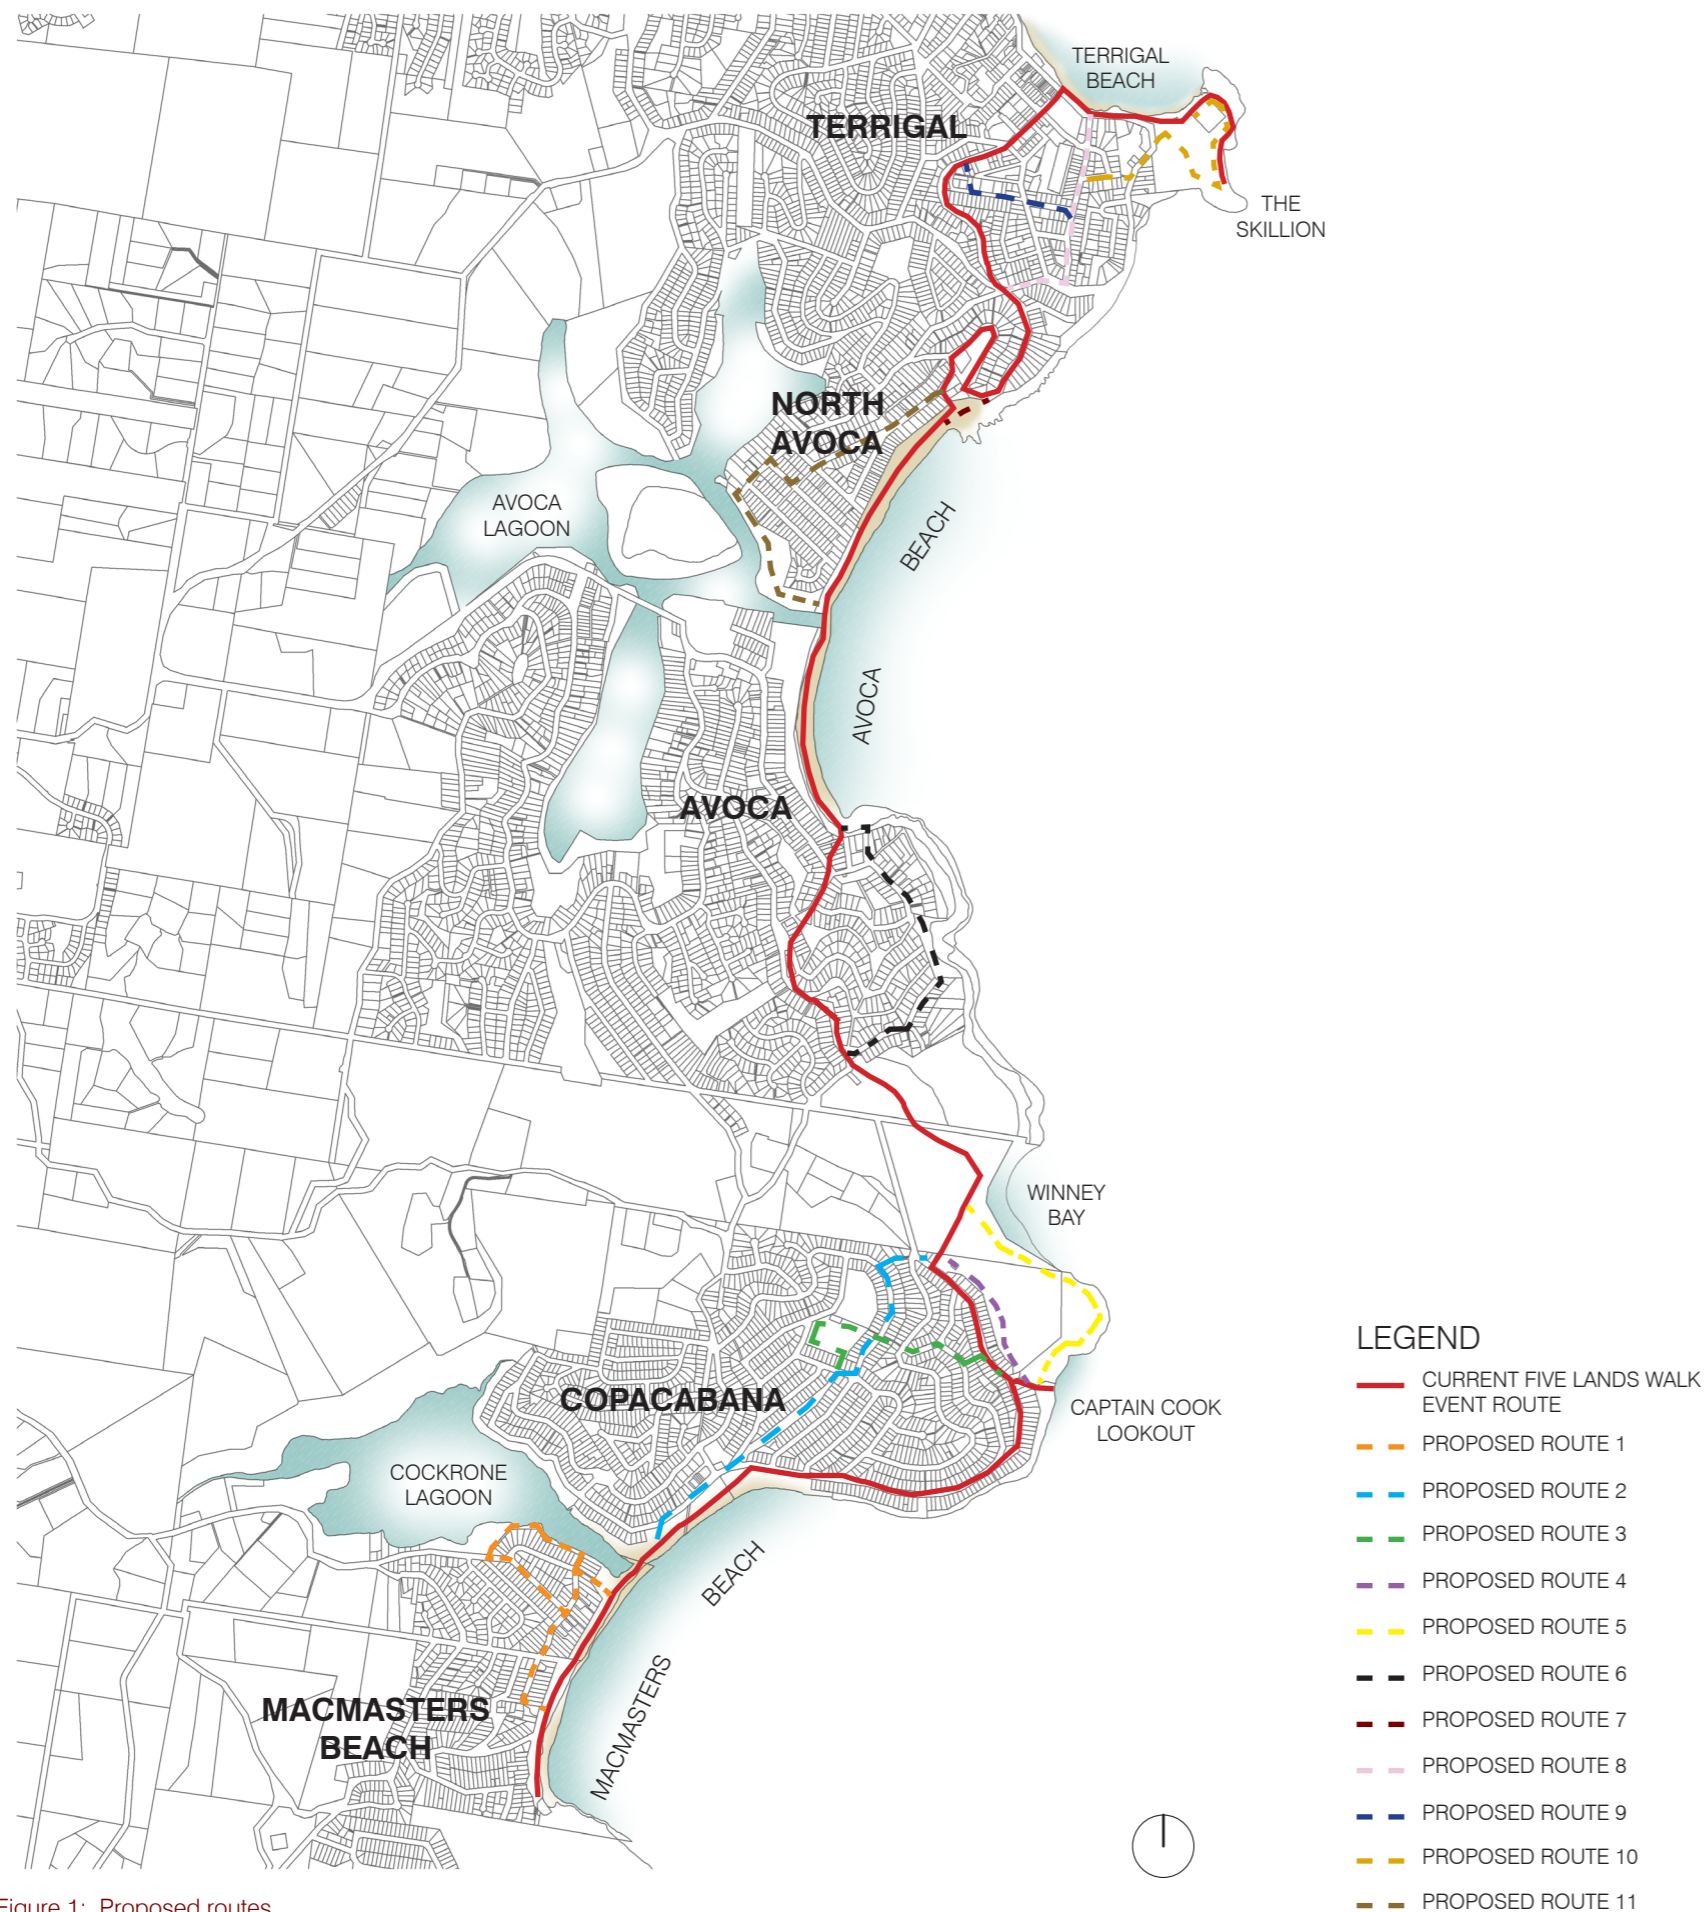 TERRIGAL
BEACH
TERRIGAL
THE
SKILLION
NORTH
AVOCA
AVOCA
LAGOON
BEACH
AVOCA
AVOCA
WINNEY
BAY
COPACABANA
CAPTAIN COOK
LOOKOUT
COCKRONE
LAGOON
BEACH
MACMASTERS
MACMASTERS
BEACH
LEGEND
CURRENT FIVE LANDS WALK
EVENT ROUTE
PROPOSED ROUTE 1
PROPOSED ROUTE 2
PROPOSED ROUTE 3
PROPOSED ROUTE 4
PROPOSED ROUTE 5
PROPOSED ROUTE 6
PROPOSED ROUTE 7
PROPOSED ROUTE 8
PROPOSED ROUTE 9
PROPOSED ROUTE 10
PROPOSED ROUTE 11
Figure 1: Proposed routes